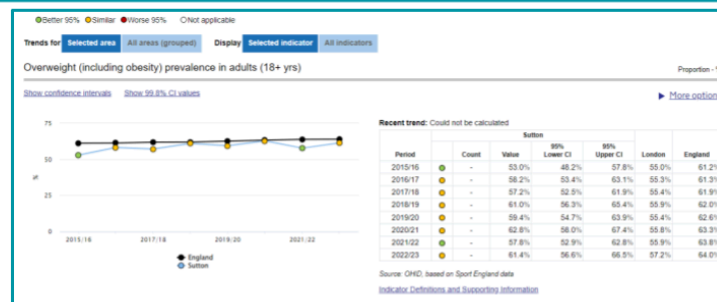 Better 95% Similar Worse 95% Not applicable
Trends for Selected area All areas (grouped) Display Selected indicator All indicators
Overweight (including obesity) prevalence in adults (18+ yrs)
Proportion -
Show confidence intervals Show 99.8% CI values
More option
75
50
25
0
%
2015/16 2017/18 2019/20 2021/22
England
Sutton
Recent trend: Could not be calculated
Sutton
Period Count Value 95% Lower CI 95% Upper CI London England
2015/16 - 53.0% 48.2% 57.8% 55.0% 61.2%
2016/17 - 58.2% 53.4% 63.1% 55.3% 61.3%
2017/18 - 57.2% 52.5% 61.9% 55.4% 61.9%
2018/19 - 61.0% 56.3% 65.4% 55.9% 62.0%
2019/20 - 59.4% 54.7% 63.9% 55.4% 62.6%
2020/21 - 62.8% 58.0% 67.4% 55.8% 63.3%
2021/22 - 57.8% 52.9% 62.8% 55.9% 63.8%
2022/23 - 61.4% 56.6% 66.5% 57.2% 64.0%
Source: OHID, based on Sport England data
Indicator Definitions and Supporting Information